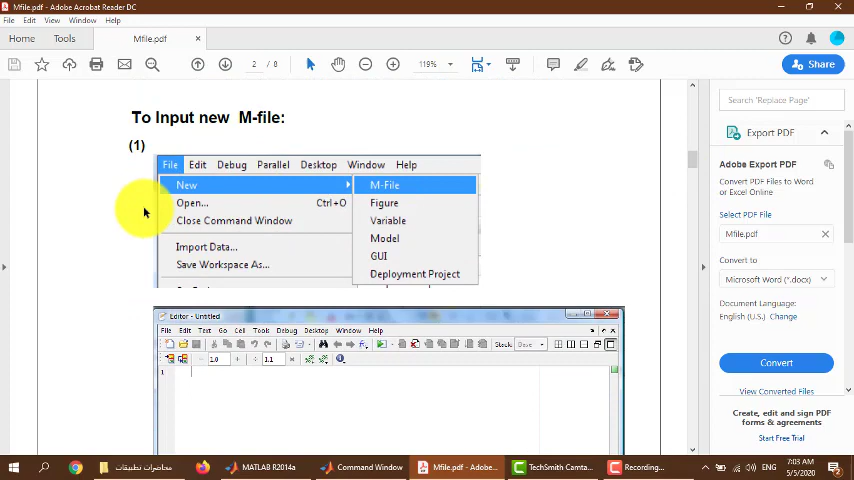 Mfile.pdf - Adobe Acrobat Reader DC
File Edit View Window Help
Home Tools Mfile.pdf ×
2 / 8 119% Share
To Input new M-file:
(1)
File Edit Debug Parallel Desktop Window Help
New M-File
Open... Ctrl+O Figure
Close Command Window Variable
Model
Import Data... GUI
Save Workspace As... Deployment Project
Editor - Untitled
File Edit Text Go Cell Tools Debug Desktop Window Help
Stack: Base
1.0 + ÷ 1.1 ×
1
Search 'Replace Page'
Export PDF
Adobe Export PDF
Convert PDF Files to Word
or Excel Online
Select PDF File
Mfile.pdf
Convert to
Microsoft Word (*.docx)
Document Language:
English (U.S.) Change
Convert
View Converted Files
Create, edit and sign PDF
forms & agreements
Start Free Trial
محاضرات تطبيقات MATLAB R2014a Command Window Mfile.pdf - Adobe... TechSmith Camta... Recording... ENG 7:03 AM
5/5/2020 2